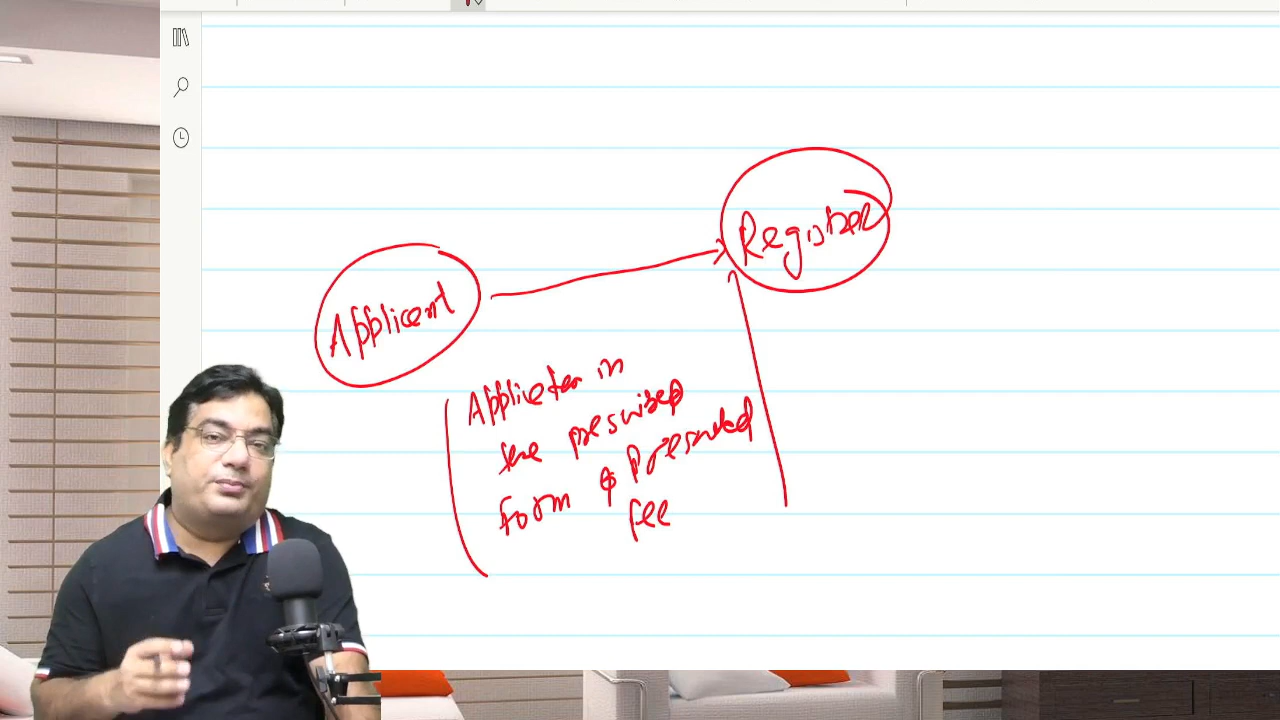 Registrar
Applicant
Application in
the prescribed
form & Prescribed
fee